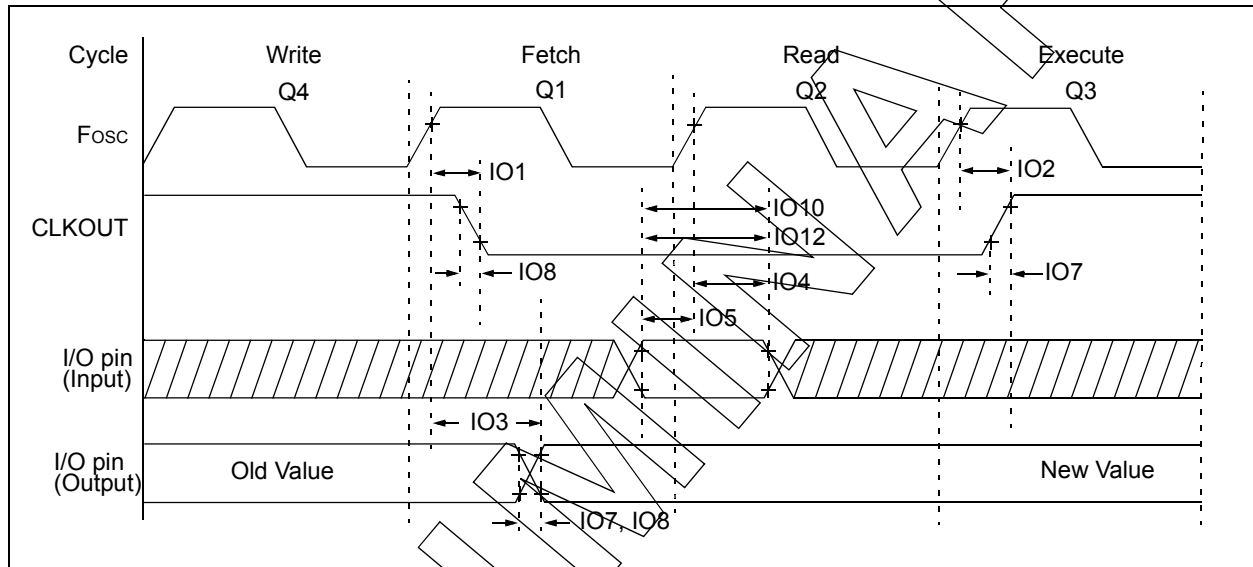 Cycle Write Fetch Read Execute
Q4 Q1 Q2 Q3
FOSC
IO1 IO2
IO10
CLKOUT
IO12
IO8 IO4 IO7
IO5
I/O pin
(Input)
IO3
I/O pin
(Output)
Old Value New Value
IO7, IO8